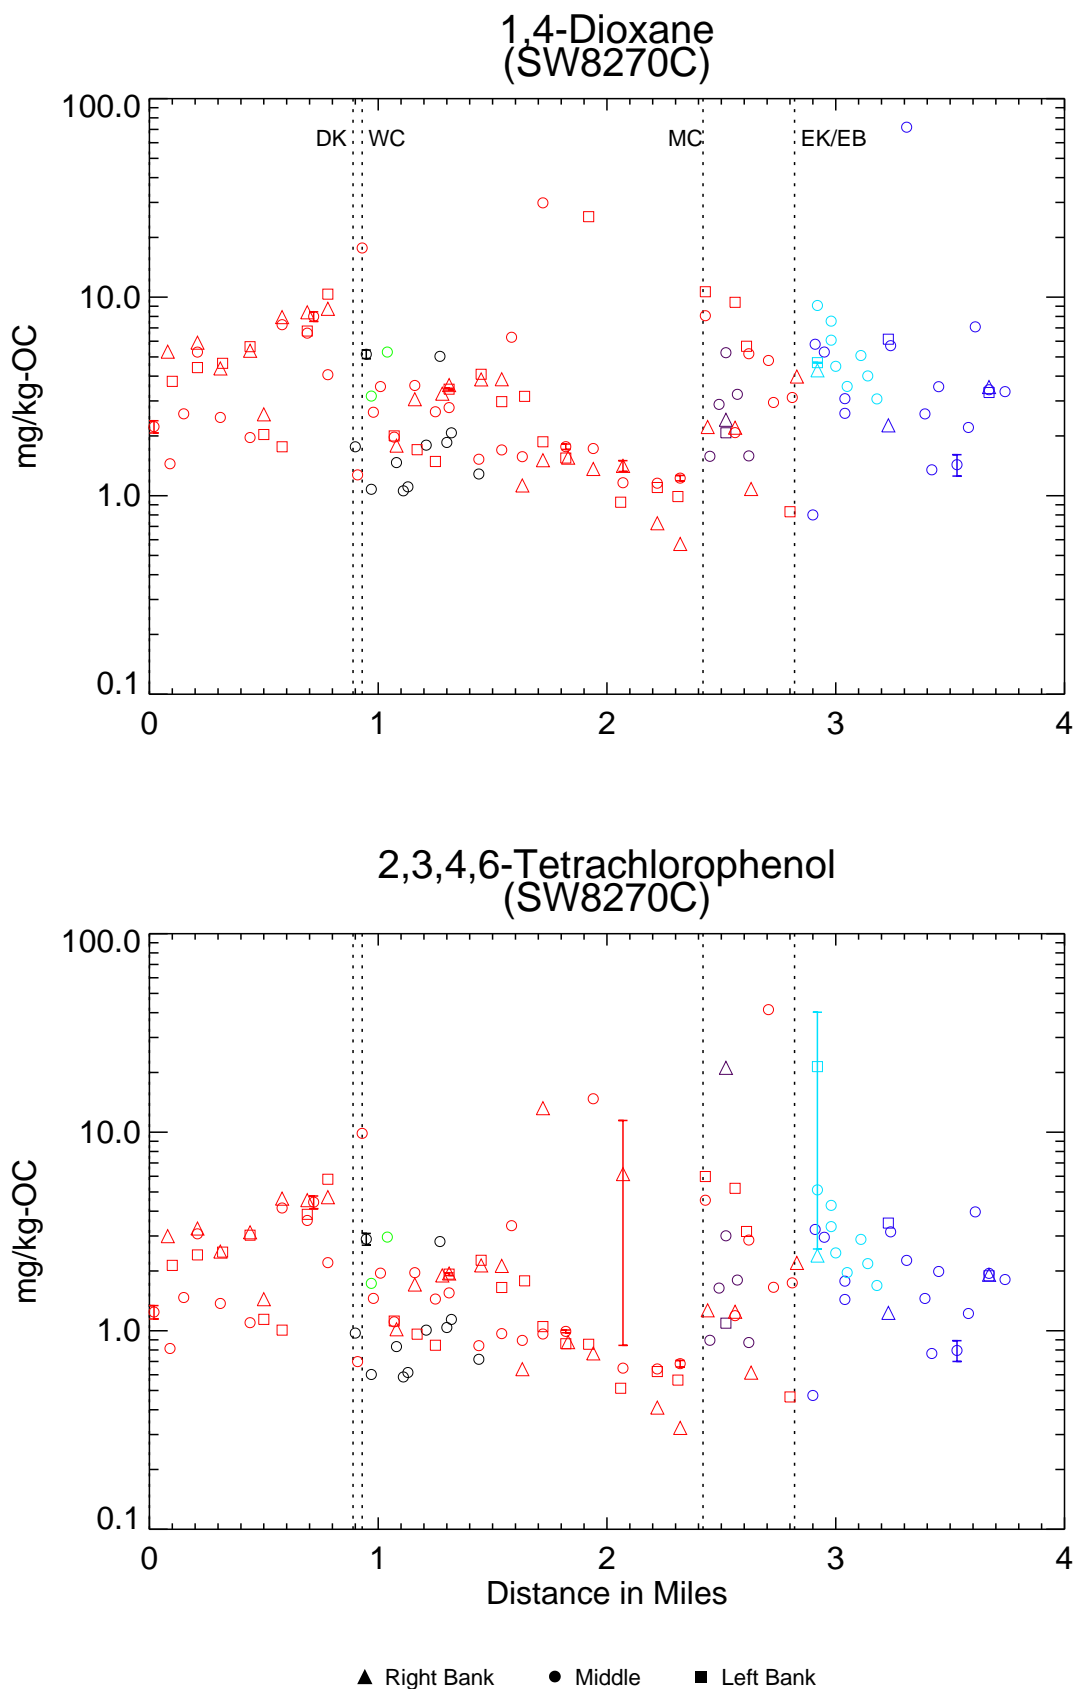 1,4-Dioxane
(SW8270C)
100.0
DK
WC
MC
EK/EB
10.0
mg/kg-OC
1.0
0.1
0 1 2 3 4
2,3,4,6-Tetrachlorophenol
(SW8270C)
100.0
10.0
mg/kg-OC
1.0
0.1
0 1 2 3 4
Distance in Miles
Right Bank Middle Left Bank